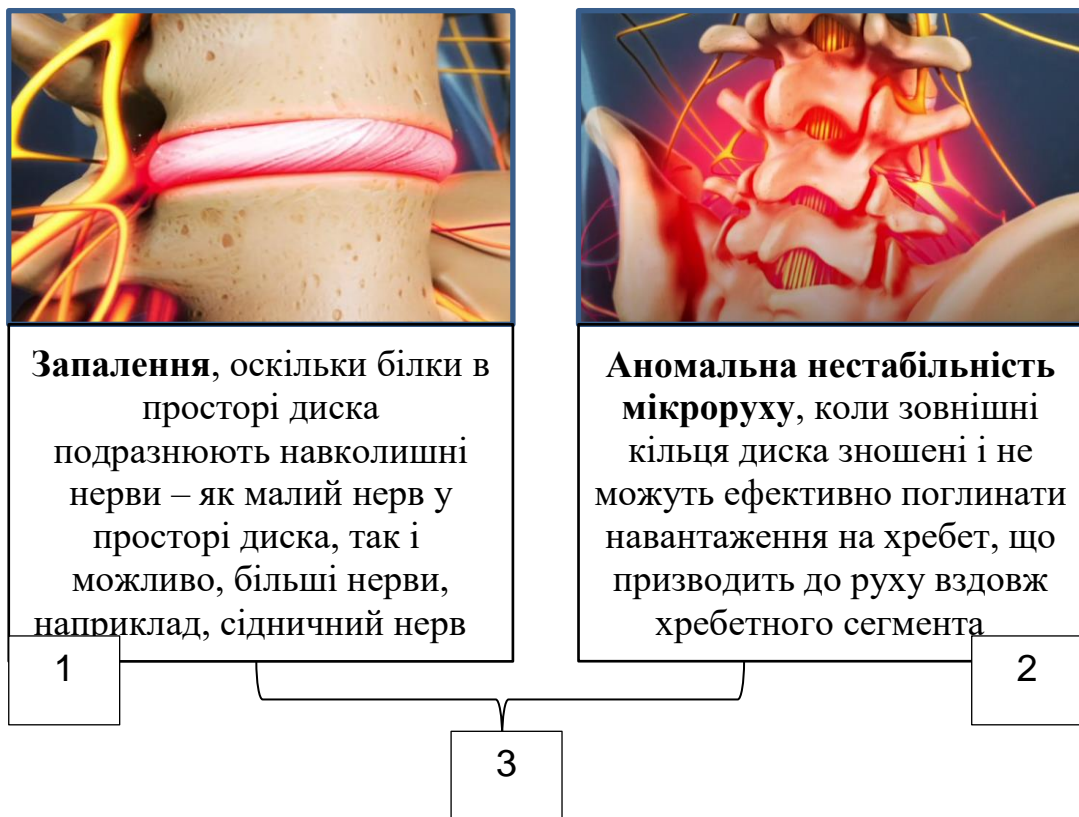 Запалення, оскільки білки в
просторі диска
подразнюють навколишні
нерви – як малий нерв у
просторі диска, так і
можливо, більші нерви,
наприклад, сідничний нерв
1
Аномальна нестабільність
мікроруху, коли зовнішні
кільця диска зношені і не
можуть ефективно поглинати
навантаження на хребет, що
призводить до руху вздовж
хребетного сегмента
2
3